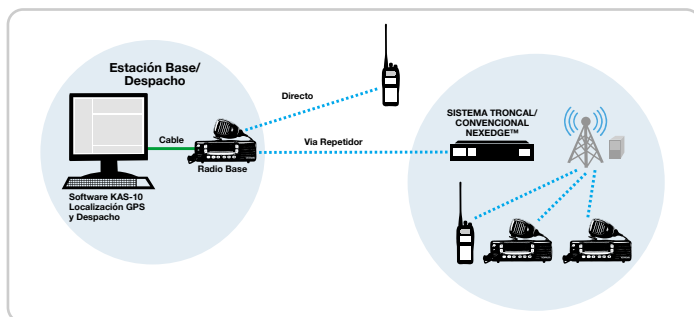 Estación Base/
Despacho
Directo
SISTEMA TRONCAL/
CONVENCIONAL
NEXEDGE™
Cable
Via Repetidor
Radio Base
Software KAS-10
Localización GPS
y Despacho